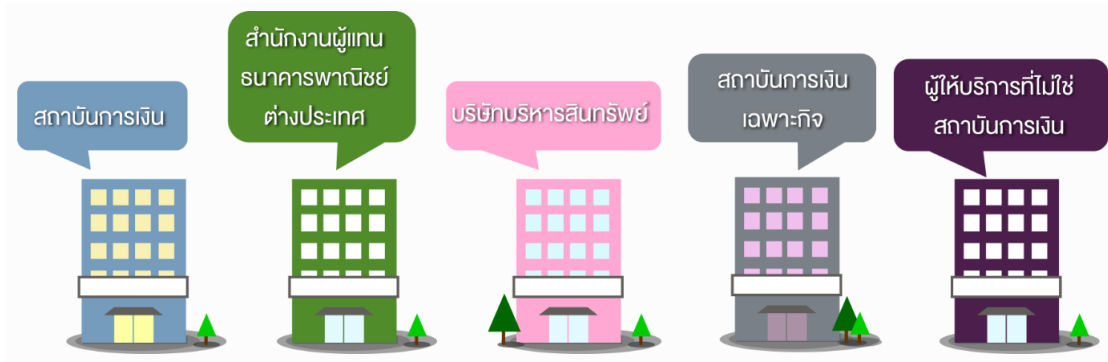 สถาบันการเงิน
สำนักงานผู้แทน
ธนาคารพาณิชย์
ต่างประเทศ
บริษัทบริหารสินทรัพย์
สถาบันการเงิน
เฉพาะกิจ
ผู้ให้บริการที่ไม่ใช่
สถาบันการเงิน